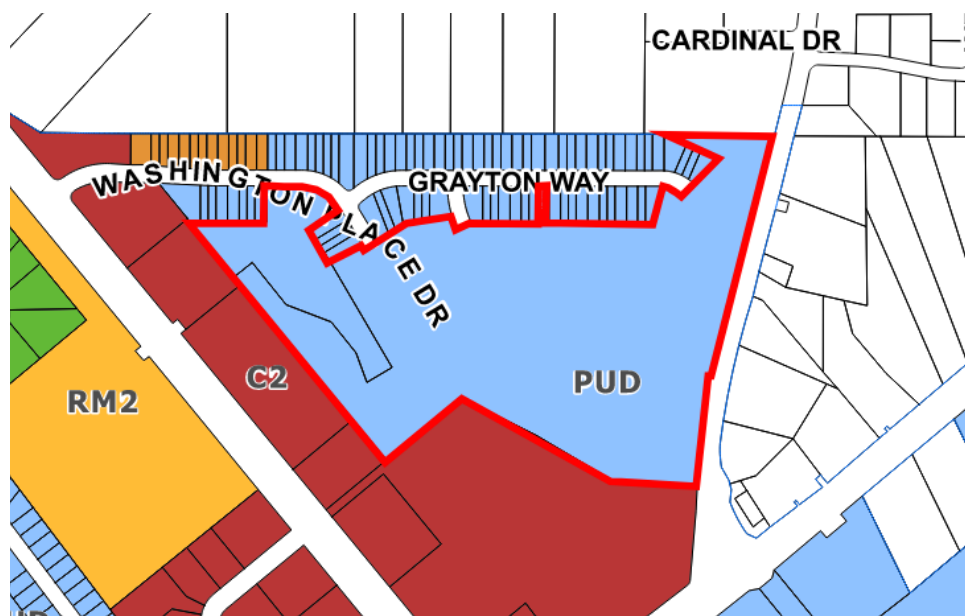 CARDINAL DR
WASHINGTON PLACE DR
GRAYTON WAY
PUD
C2
RM2